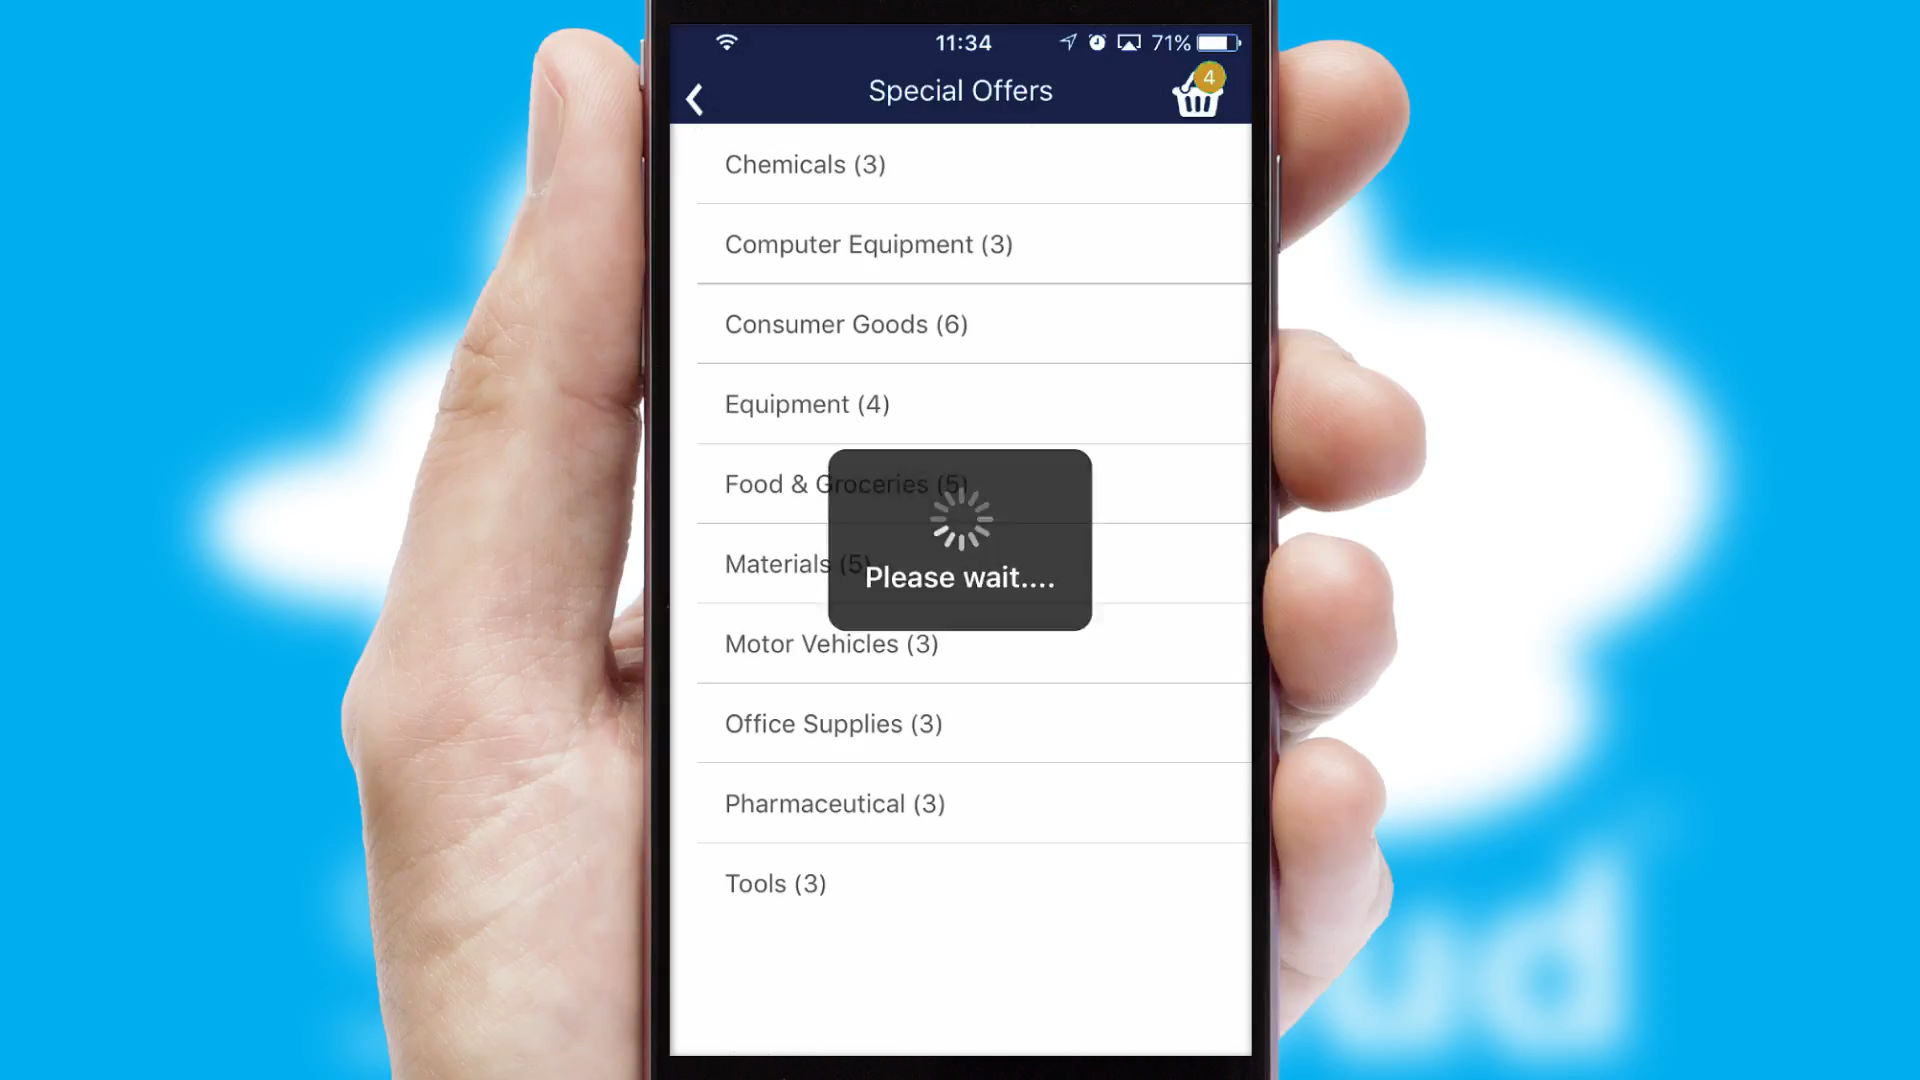 11:34
71%
Special Offers
4
Chemicals (3)
Computer Equipment (3)
Consumer Goods (6)
Equipment (4)
Food & Groceries (5)
Materials (5)
Please wait....
Motor Vehicles (3)
Office Supplies (3)
Pharmaceutical (3)
Tools (3)
ud